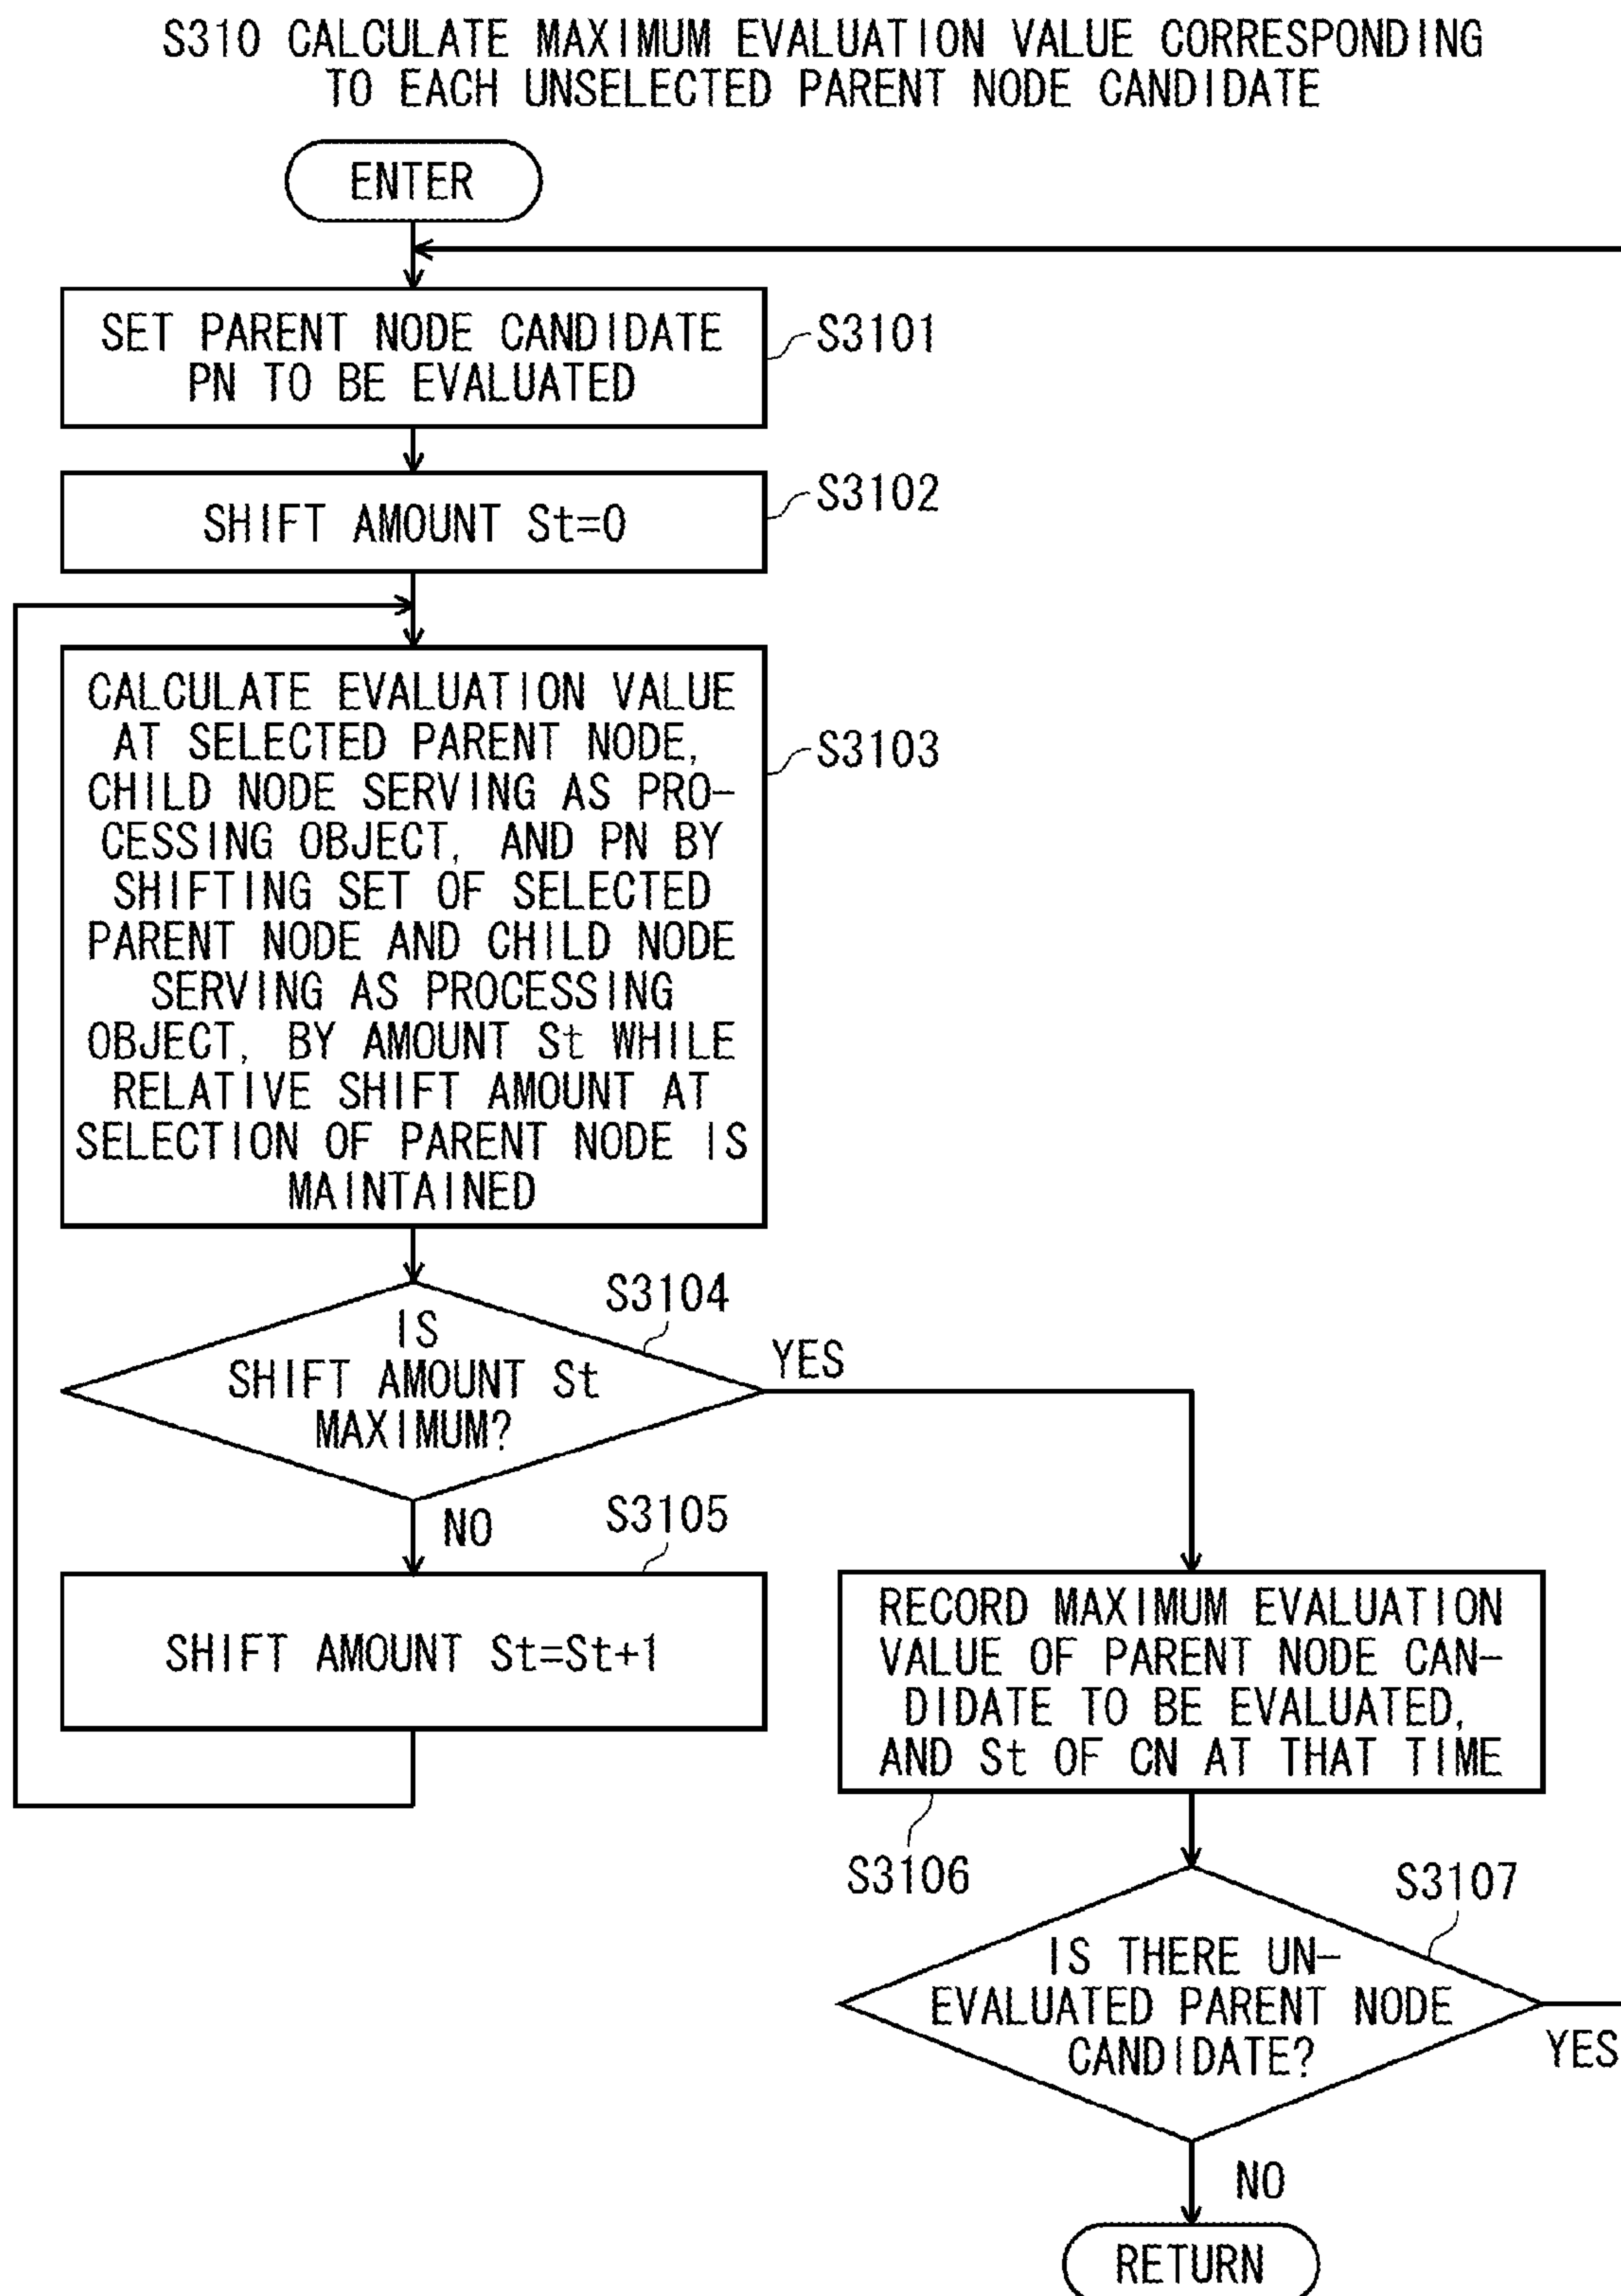 S310 CALCULATE MAXIMUM EVALUATION VALUE CORRESPONDING
TO EACH UNSELECTED PARENT NODE CANDIDATE
ENTER
SET PARENT NODE CANDIDATE
PN TO BE EVALUATED
S3101
SHIFT AMOUNT St=0
S3102
CALCULATE EVALUATION VALUE
AT SELECTED PARENT NODE,
CHILD NODE SERVING AS PRO-
CESSING OBJECT, AND PN BY
SHIFTING SET OF SELECTED
PARENT NODE AND CHILD NODE
SERVING AS PROCESSING
OBJECT, BY AMOUNT St WHILE
RELATIVE SHIFT AMOUNT AT
SELECTION OF PARENT NODE IS
MAINTAINED
S3103
IS
SHIFT AMOUNT St
MAXIMUM?
S3104
YES
NO
S3105
SHIFT AMOUNT St=St+1
RECORD MAXIMUM EVALUATION
VALUE OF PARENT NODE CAN-
DIDATE TO BE EVALUATED,
AND St OF CN AT THAT TIME
S3106
S3107
IS THERE UN-
EVALUATED PARENT NODE
CANDIDATE?
YES
NO
RETURN